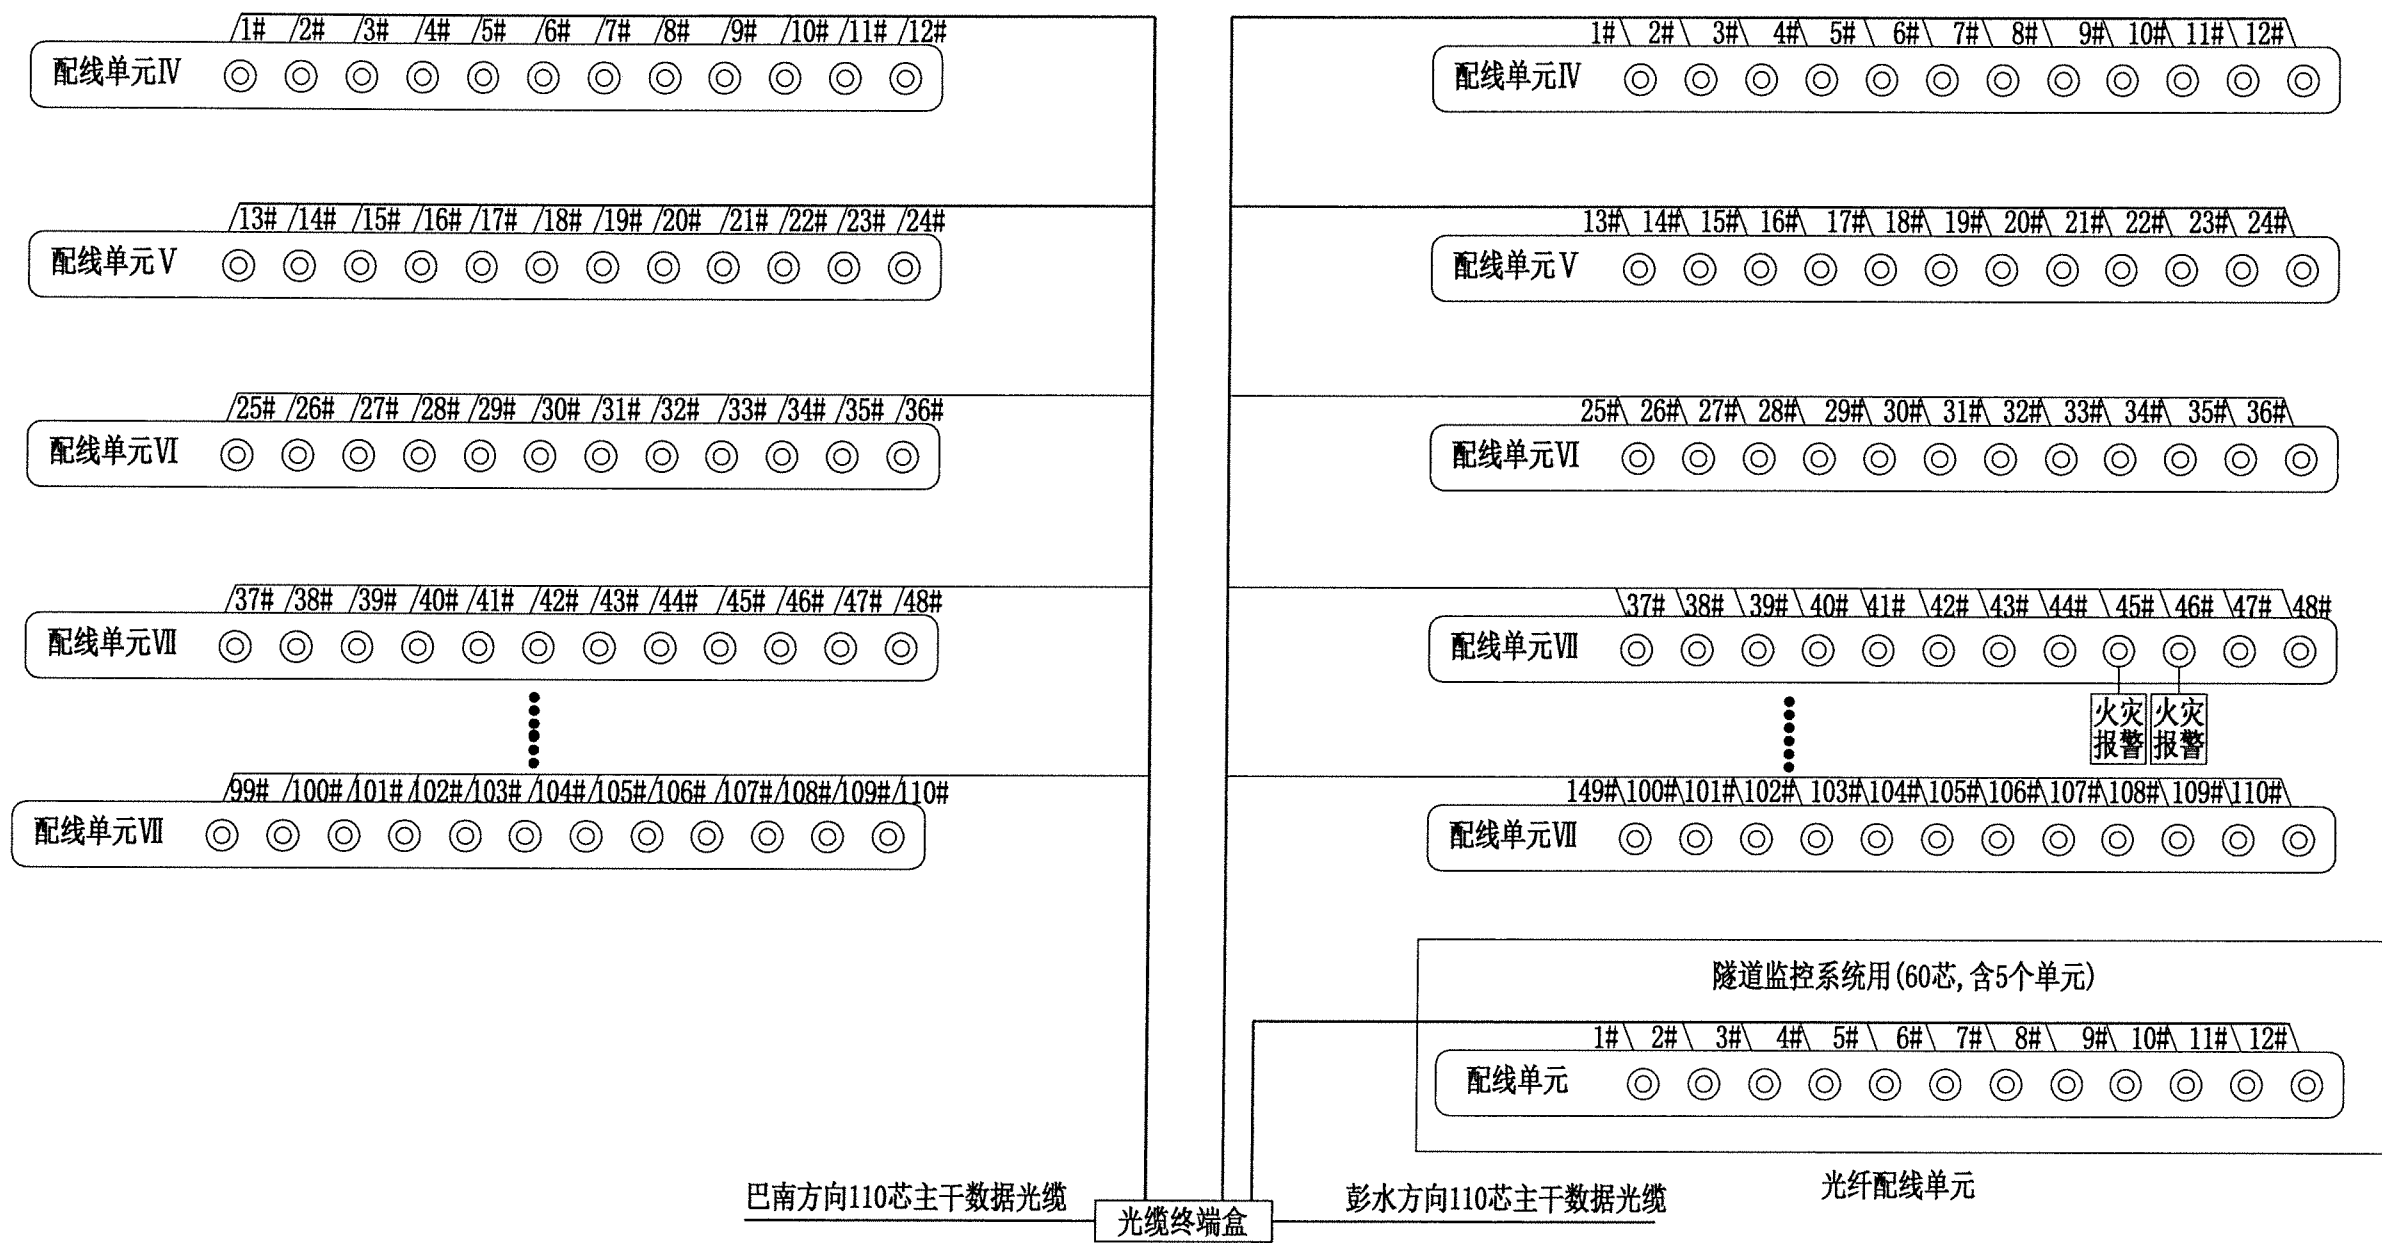 1# 2# 3# 4# 5# 6# 7# 8# 9# 10# 11# 12#
配线单元Ⅳ
13# 14# 15# 16# 17# 18# 19# 20# 21# 22# 23# 24#
配线单元Ⅴ
25# 26# 27# 28# 29# 30# 31# 32# 33# 34# 35# 36#
配线单元Ⅵ
37# 38# 39# 40# 41# 42# 43# 44# 45# 46# 47# 48#
配线单元Ⅶ
99# 100# 101# 102# 103# 104# 105# 106# 107# 108# 109# 110#
配线单元Ⅶ
1# 2# 3# 4# 5# 6# 7# 8# 9# 10# 11# 12#
配线单元Ⅳ
13# 14# 15# 16# 17# 18# 19# 20# 21# 22# 23# 24#
配线单元Ⅴ
25# 26# 27# 28# 29# 30# 31# 32# 33# 34# 35# 36#
配线单元Ⅵ
37# 38# 39# 40# 41# 42# 43# 44# 45# 46# 47# 48#
配线单元Ⅶ
火灾
报警
火灾
报警
149# 100# 101# 102# 103# 104# 105# 106# 107# 108# 109# 110#
配线单元Ⅶ
隧道监控系统用(60芯,含5个单元)
1# 2# 3# 4# 5# 6# 7# 8# 9# 10# 11# 12#
配线单元
光纤配线单元
巴南方向110芯主干数据光缆
光缆终端盒
彭水方向110芯主干数据光缆